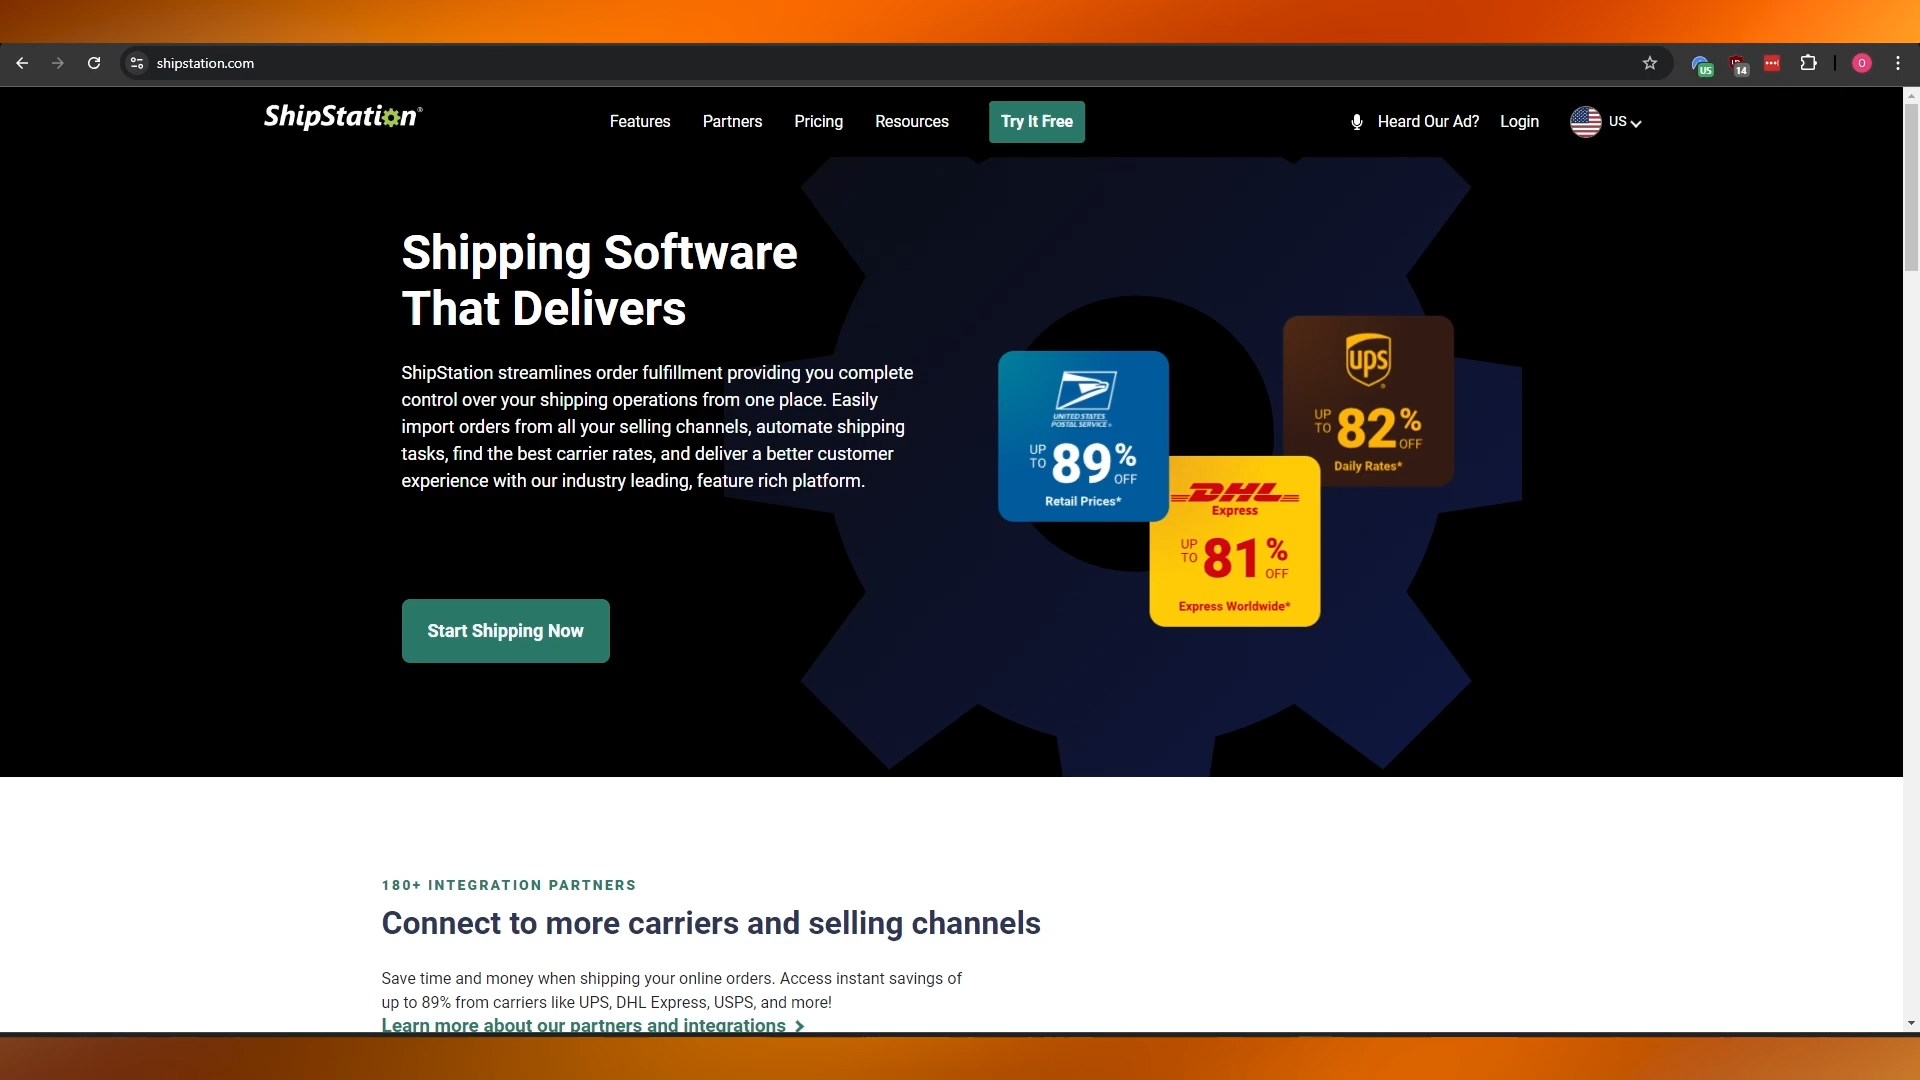 shipstation.com
US
14
O
ShipStation®
Features
Partners
Pricing
Resources
Try It Free
Heard Our Ad?
Login
US
Shipping Software
That Delivers
ShipStation streamlines order fulfillment providing you complete
control over your shipping operations from one place. Easily
import orders from all your selling channels, automate shipping
tasks, find the best carrier rates, and deliver a better customer
experience with our industry leading, feature rich platform.
Start Shipping Now
UNITED STATES
POSTAL SERVICE®
UP TO 89% OFF
Retail Prices*
ups
UP TO 82% OFF
Daily Rates*
DHL
Express
UP TO 81% OFF
Express Worldwide*
180+ INTEGRATION PARTNERS
Connect to more carriers and selling channels
Save time and money when shipping your online orders. Access instant savings of
up to 89% from carriers like UPS, DHL Express, USPS, and more!
Learn more about our partners and integrations